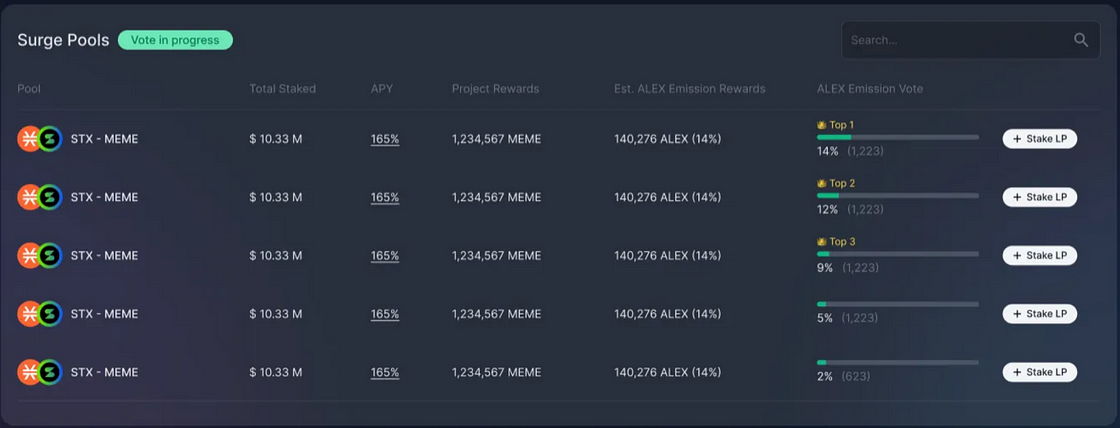 Surge Pools Vote in progress Search...
Pool Total Staked APY Project Rewards Est. ALEX Emission Rewards ALEX Emission Vote
STX - MEME $ 10.33 M 165% 1,234,567 MEME 140,276 ALEX (14%) Top 1 14% (1,223) + Stake LP
STX - MEME $ 10.33 M 165% 1,234,567 MEME 140,276 ALEX (14%) Top 2 12% (1,223) + Stake LP
STX - MEME $ 10.33 M 165% 1,234,567 MEME 140,276 ALEX (14%) Top 3 9% (1,223) + Stake LP
STX - MEME $ 10.33 M 165% 1,234,567 MEME 140,276 ALEX (14%) 5% (1,223) + Stake LP
STX - MEME $ 10.33 M 165% 1,234,567 MEME 140,276 ALEX (14%) 2% (623) + Stake LP